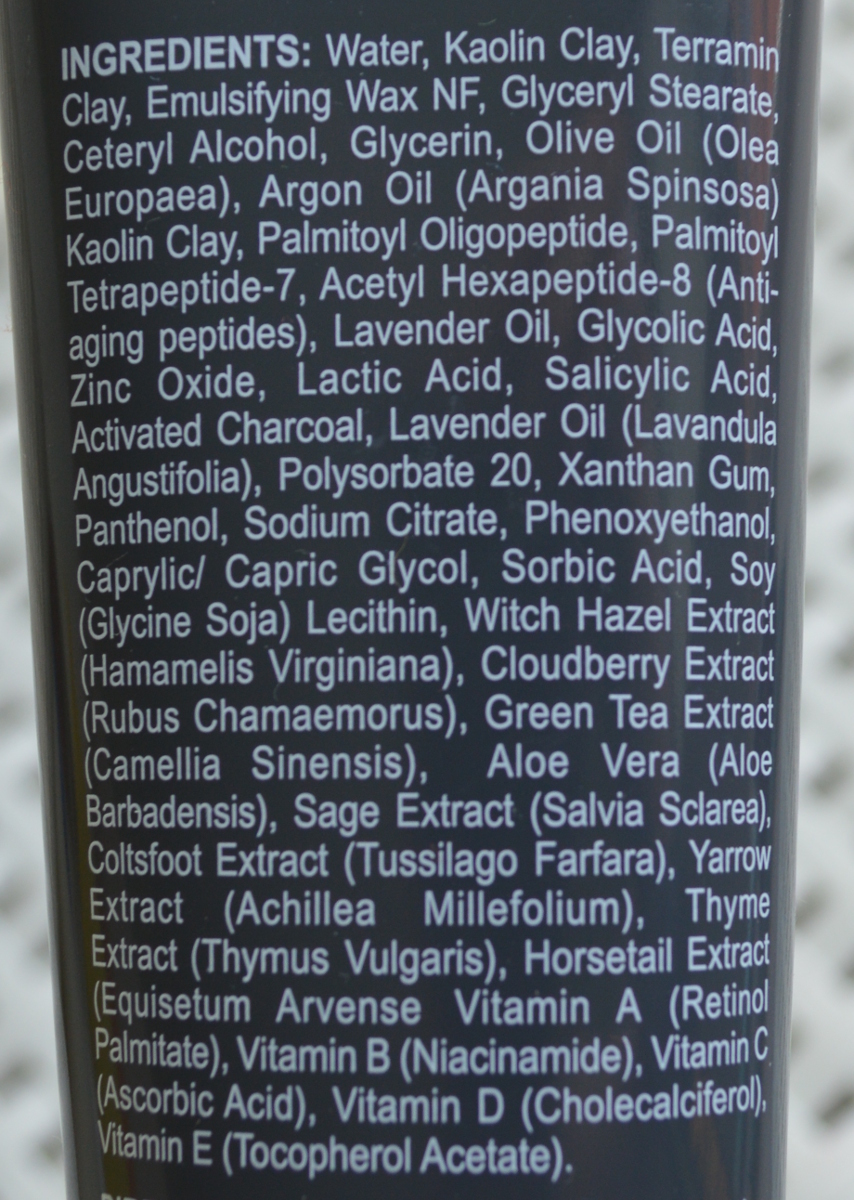 INGREDIENTS: Water, Kaolin Clay, Terramin
Clay, Emulsifying Wax NF, Glyceryl Stearate,
Ceteryl Alcohol, Glycerin, Olive Oil (Olea
Europaea), Argon Oil (Argania Spinsosa)
Kaolin Clay, Palmitoyl Oligopeptide, Palmitoyl
Tetrapeptide-7, Acetyl Hexapeptide-8 (Anti-
aging peptides), Lavender Oil, Glycolic Acid,
Zinc Oxide, Lactic Acid, Salicylic Acid,
Activated Charcoal, Lavender Oil (Lavandula
Angustifolia), Polysorbate 20, Xanthan Gum,
Panthenol, Sodium Citrate, Phenoxyethanol,
Caprylic/ Capric Glycol, Sorbic Acid, Soy
(Glycine Soja) Lecithin, Witch Hazel Extract
(Hamamelis Virginiana), Cloudberry Extract
(Rubus Chamaemorus), Green Tea Extract
(Camellia Sinensis), Aloe Vera (Aloe
Barbadensis), Sage Extract (Salvia Sclarea),
Coltsfoot Extract (Tussilago Farfara), Yarrow
Extract (Achillea Millefolium), Thyme
Extract (Thymus Vulgaris), Horsetail Extract
(Equisetum Arvense Vitamin A (Retinol
Palmitate), Vitamin B (Niacinamide), Vitamin C
(Ascorbic Acid), Vitamin D (Cholecalciferol),
Vitamin E (Tocopherol Acetate).